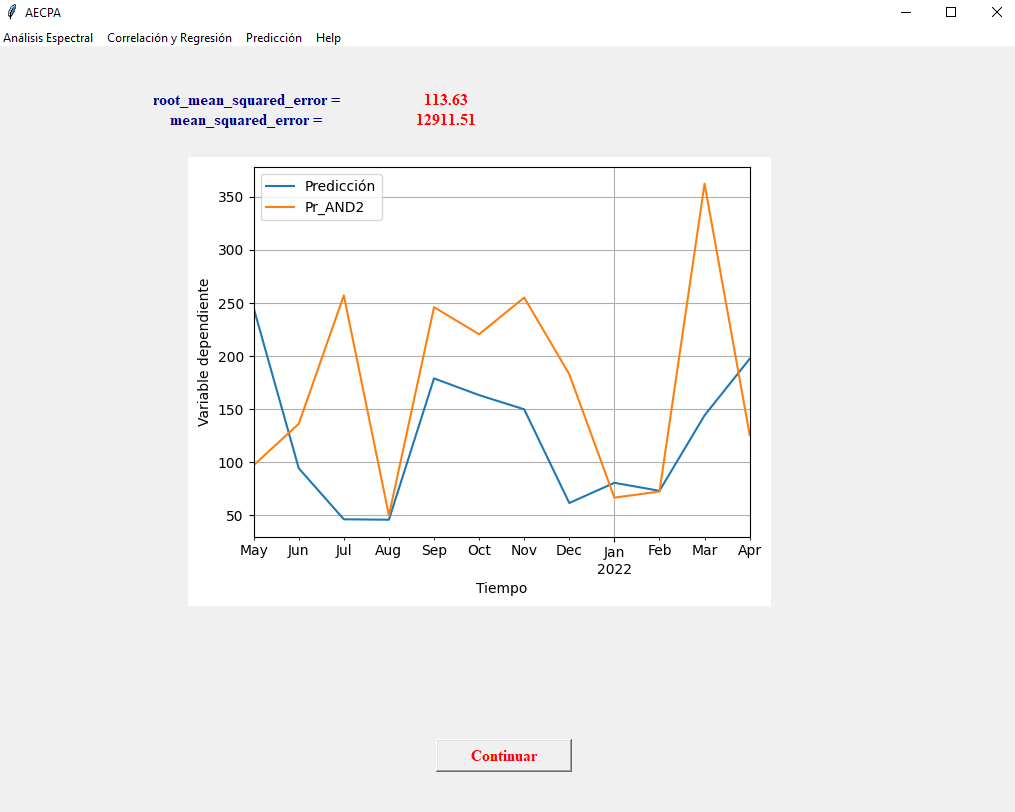 AECPA
Análisis Espectral Correlación y Regresión Predicción Help
root_mean_squared_error = 113.63
mean_squared_error = 12911.51
Predicción
Pr_AND2
350
300
250
200
150
100
50
Variable dependiente
May Jun Jul Aug Sep Oct Nov Dec Jan Feb Mar Apr
2022
Tiempo
Continuar